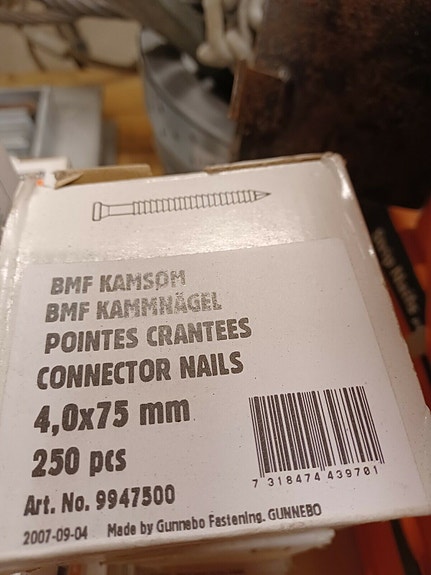 BMF KAMSØM
BMF KAMMNÄGEL
POINTES CRANTEES
CONNECTOR NAILS
4,0x75 mm
250 pcs
7 318474 439701
Art. No. 9947500
2007-09-04 Made by Gunnebo Fastening. GUNNEBO